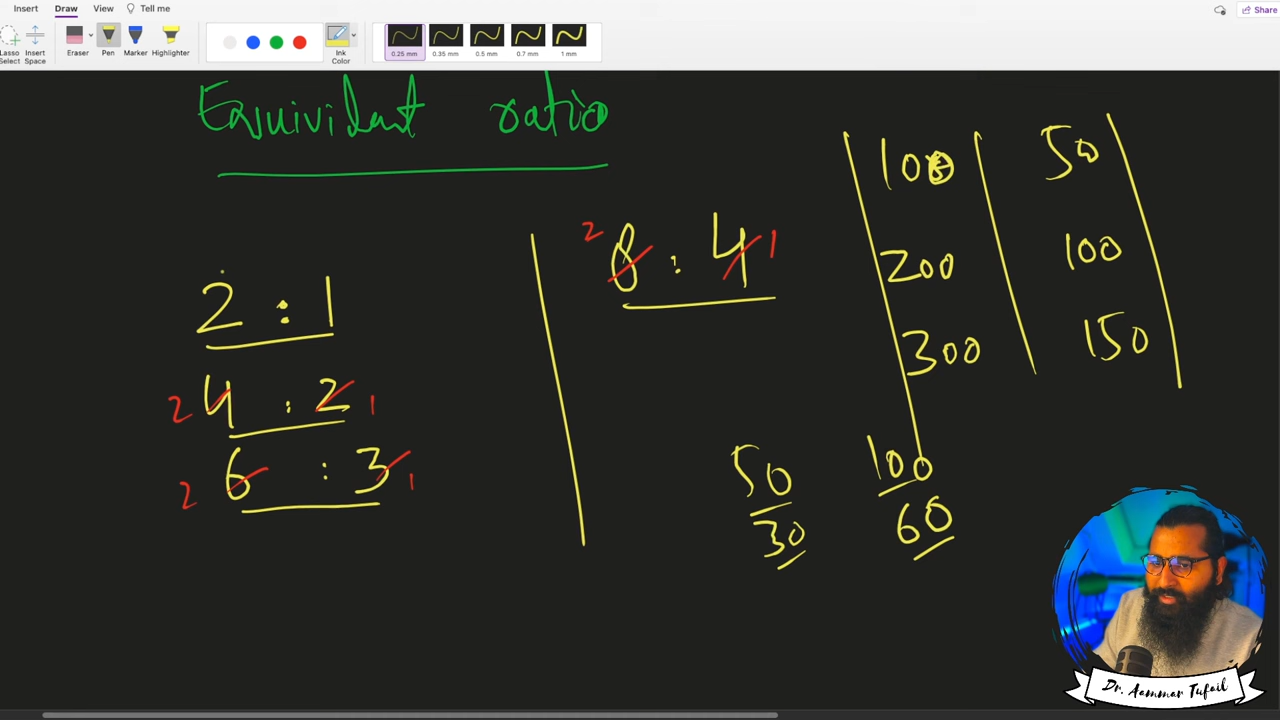 Insert Draw View Tell me
Share
Lasso Select
Insert Space
Eraser
Pen
Marker
Highlighter
Ink Color
0.25 mm 0.35 mm 0.5 mm 0.7 mm 1 mm
Equivilent ratio
2 : 1
2 4 : 2 1
2 6 : 3 1
2 8 : 4 1
100 50
200 100
300 150
50 100
30 60
Dr. Aammar Tufail